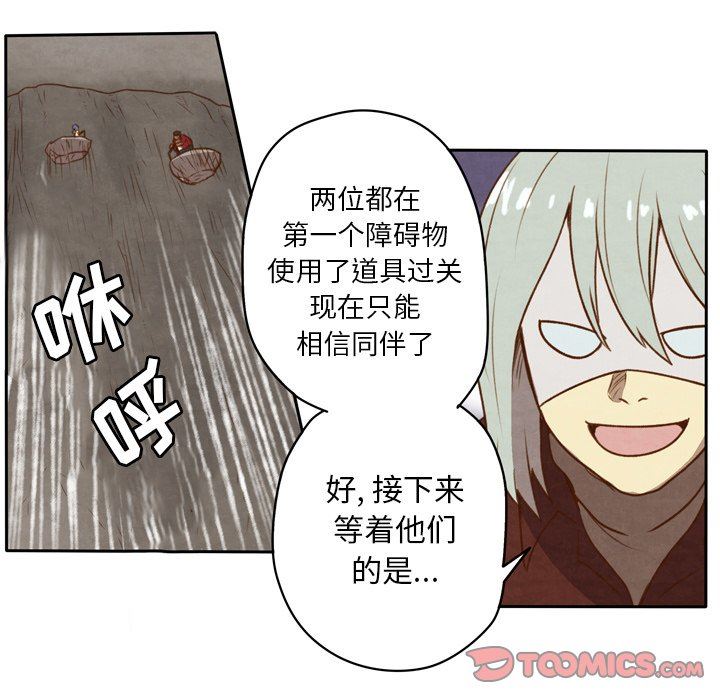 咻
呼
两位都在
第一个障碍物
使用了道具过关
现在只能
相信同伴了
好，接下来
等着他们
的是...
TOOMICS.COM